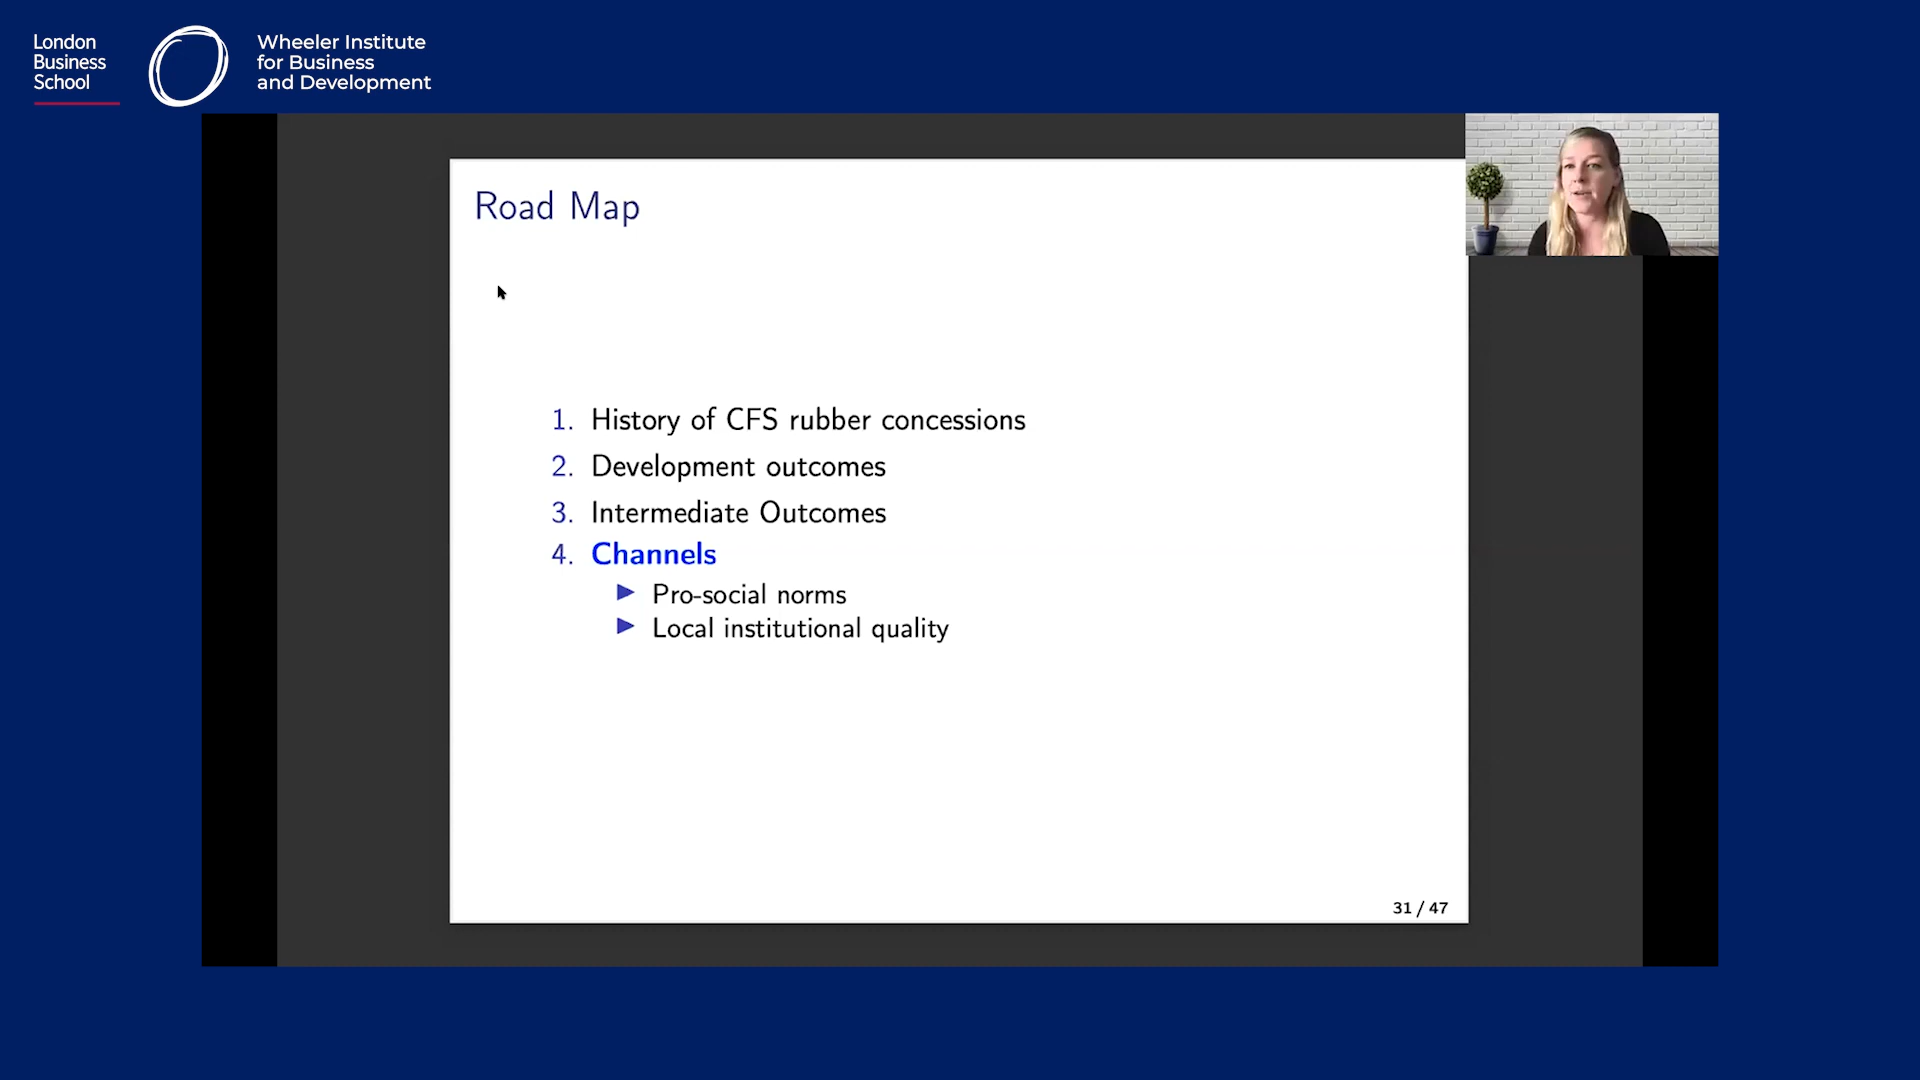 London
Business
School
Wheeler Institute
for Business
and Development
Road Map
1. History of CFS rubber concessions
2. Development outcomes
3. Intermediate Outcomes
4. Channels
▶ Pro-social norms
▶ Local institutional quality
31 / 47